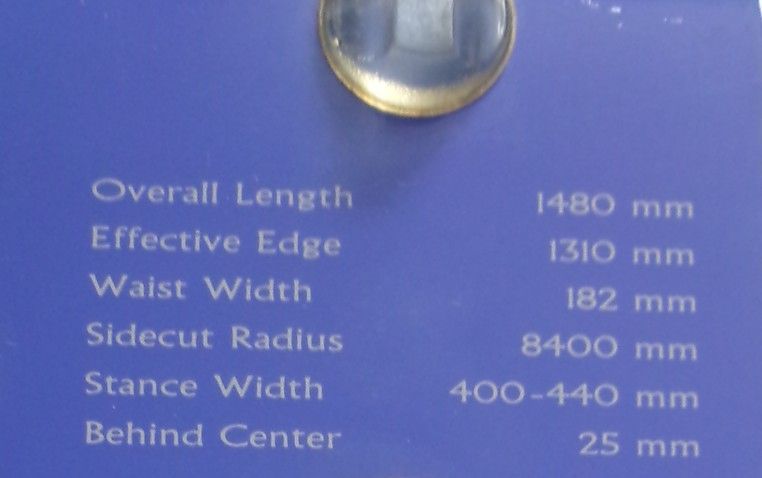 Overall Length 1480 mm
Effective Edge 1310 mm
Waist Width 182 mm
Sidecut Radius 8400 mm
Stance Width 400-440 mm
Behind Center 25 mm